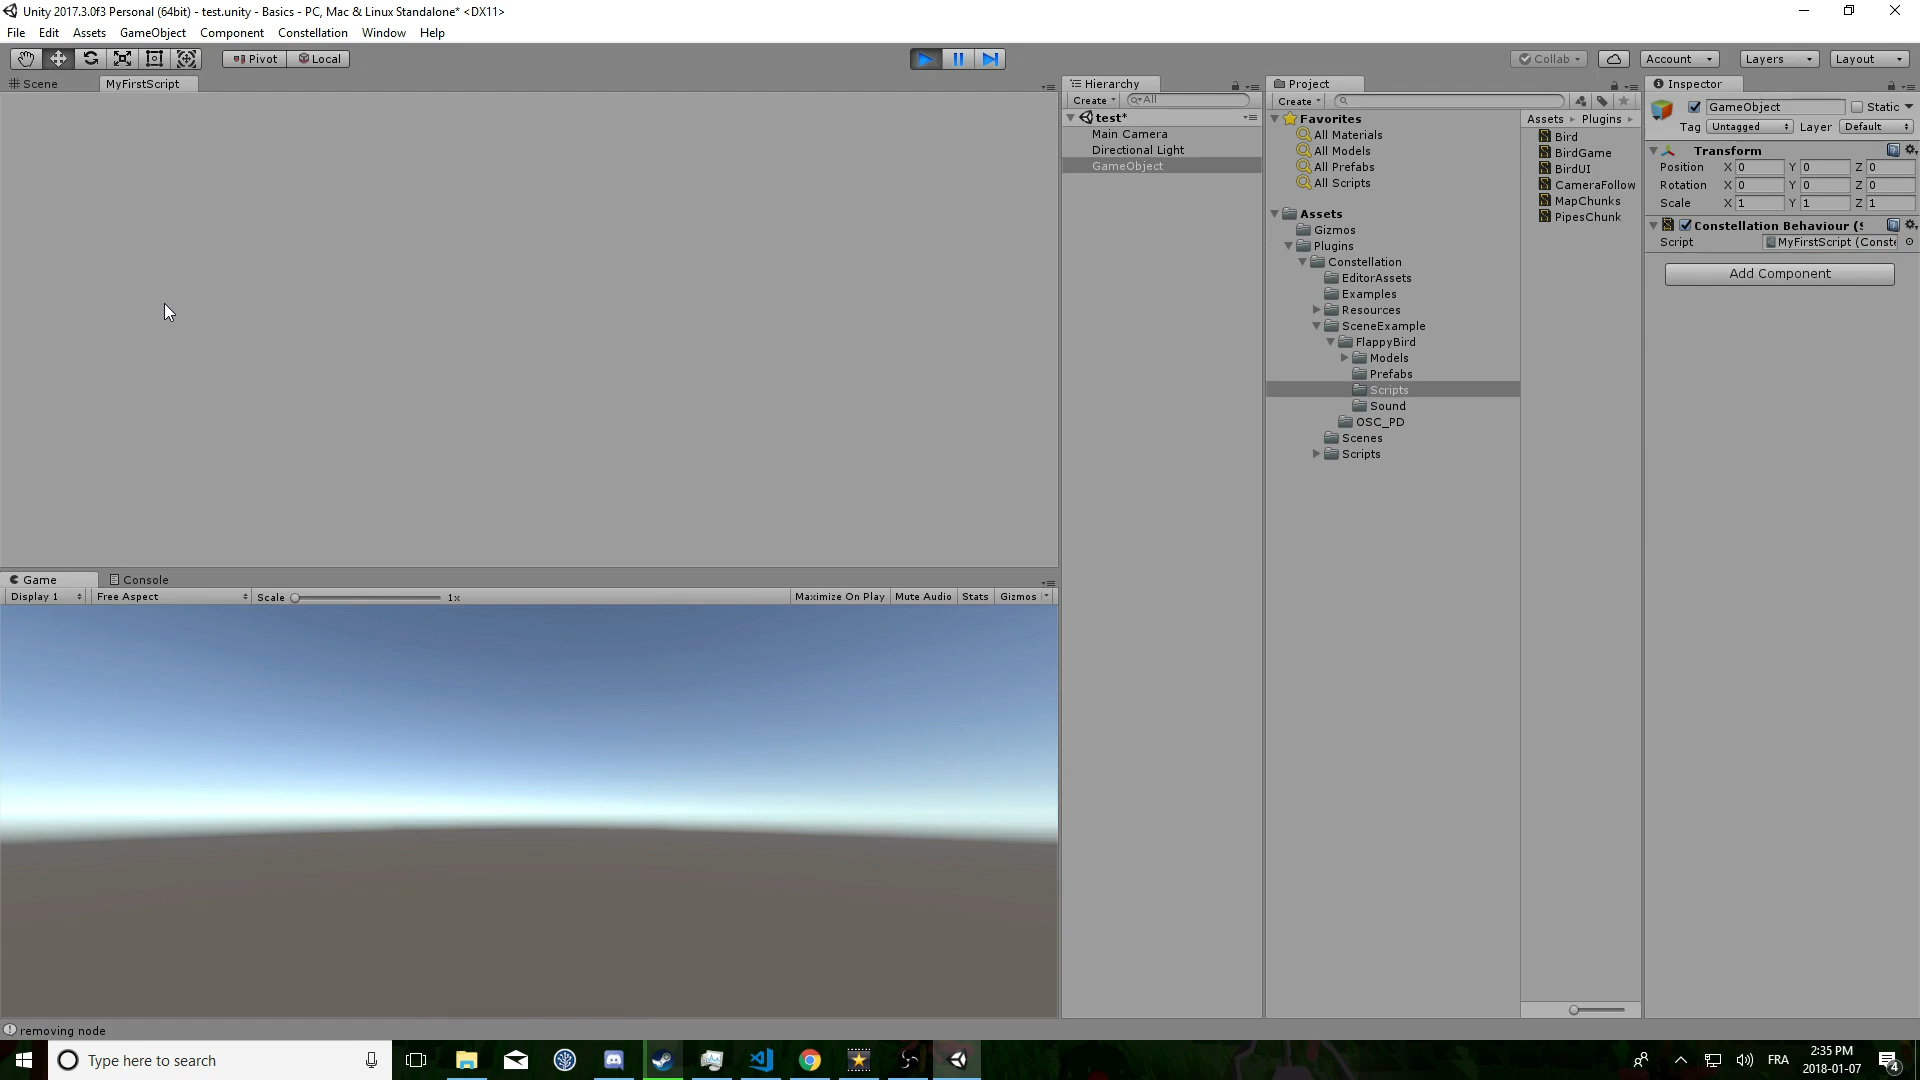 Unity 2017.3.0f3 Personal (64bit) - test.unity - Basics - PC, Mac & Linux Standalone* <DX11>
File Edit Assets GameObject Component Constellation Window Help
Pivot Local
Collab Account Layers Layout
Scene MyFirstScript
Hierarchy
Create All
test*
Main Camera
Directional Light
GameObject
Project
Create
Favorites
All Materials
All Models
All Prefabs
All Scripts
Assets
Gizmos
Plugins
Constellation
EditorAssets
Examples
Resources
SceneExample
FlappyBird
Models
Prefabs
Scripts
Sound
OSC_PD
Scenes
Scripts
Assets Plugins
Bird
BirdGame
BirdUI
CameraFollow
MapChunks
PipesChunk
Inspector
GameObject Static
Tag Untagged Layer Default
Transform
Position X 0 Y 0 Z 0
Rotation X 0 Y 0 Z 0
Scale X 1 Y 1 Z 1
Constellation Behaviour (S
Script MyFirstScript (Conste
Add Component
Game Console
Display 1 Free Aspect Scale 1x Maximize On Play Mute Audio Stats Gizmos
removing node
Type here to search
FRA
2:35 PM
2018-01-07
4